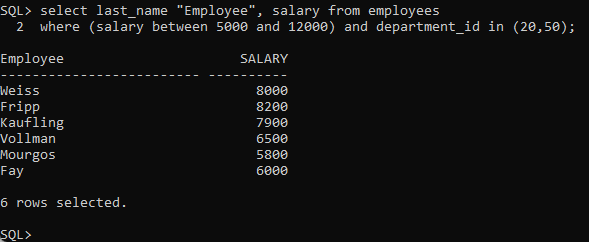 SQL> select last_name "Employee", salary from employees
  2  where (salary between 5000 and 12000) and department_id in (20,50);
Employee                      SALARY
------------------------- ----------
Weiss                           8000
Fripp                           8200
Kaufling                        7900
Vollman                         6500
Mourgos                         5800
Fay                             6000
6 rows selected.
SQL>